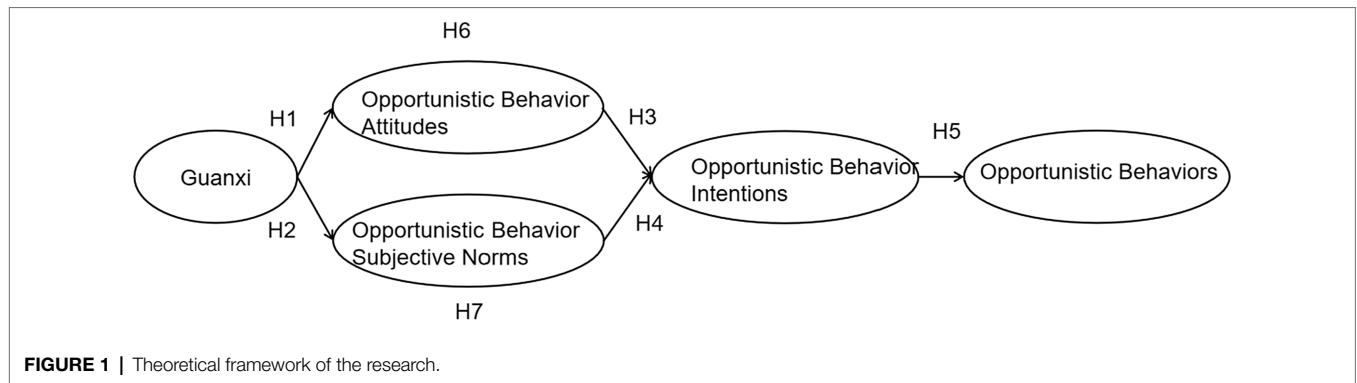 H6
Opportunistic Behavior
Attitudes
H1
H3
Guanxi
H5
Opportunistic Behavior
Intentions
Opportunistic Behaviors
H2
H4
Opportunistic Behavior
Subjective Norms
H7
FIGURE 1 | Theoretical framework of the research.